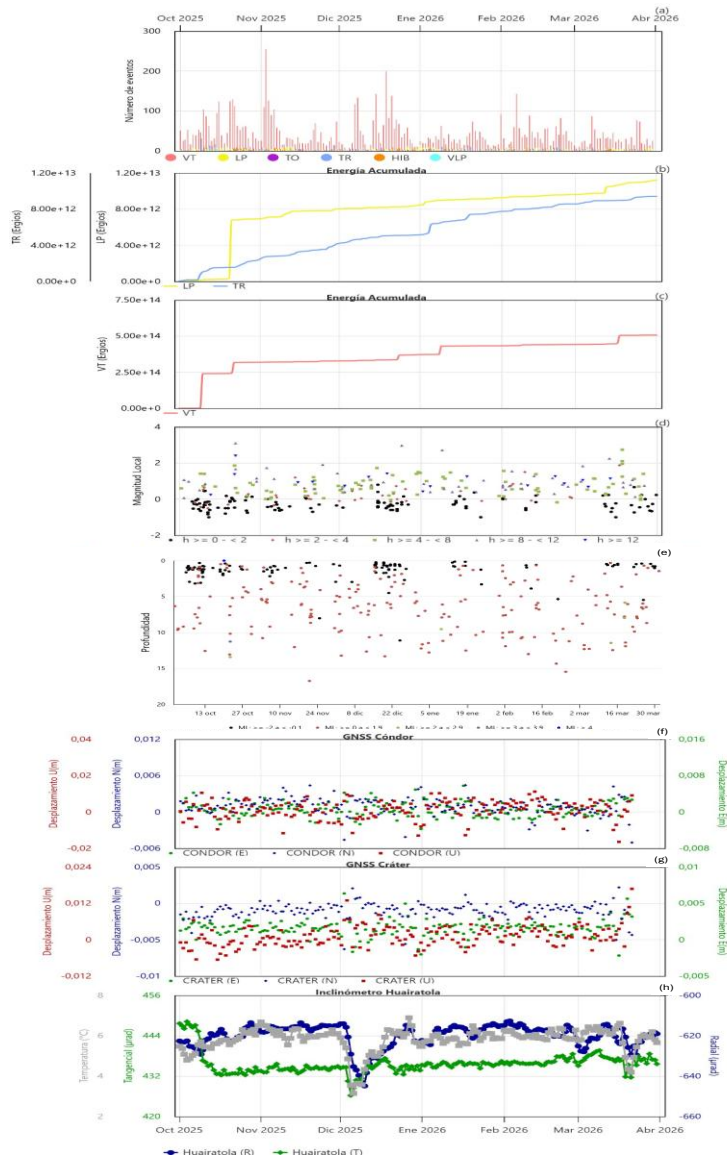 (a)
Oct 2025 Nov 2025 Dic 2025 Ene 2026 Feb 2026 Mar 2026 Abr 2026
300
200
100
0
Número de eventos
VT LP TO TR HIB VLP
Energía Acumulada
(b)
1.20e+13 1.20e+13
8.00e+12 8.00e+12
4.00e+12 4.00e+12
0.00e+0 0.00e+0
TR (Ergios)
LP (Ergios)
LP TR
Energía Acumulada
(c)
7.50e+14
5.00e+14
2.50e+14
0.00e+0
VT (Ergios)
VT
(d)
4
2
0
-2
Magnitud Local
h >= 0 - < 2 h >= 2 - < 4 h >= 4 - < 8 h >= 8 - < 12 h >= 12
(e)
0
5
10
15
20
Profundidad
13 oct 27 oct 10 nov 24 nov 8 dic 22 dic 5 ene 19 ene 2 feb 16 feb 2 mar 16 mar 30 mar
(f)
GNSS Cóndor
0,04 0,012 0,016
0,02 0,006 0,008
0 0 0
-0,02 -0,006 -0,008
Desplazamiento U(m)
Desplazamiento N(m)
Desplazamiento E(m)
CONDOR (E) CONDOR (N) CONDOR (U)
(g)
GNSS Cráter
0,024 0,005 0,01
0,012 0 0,005
0 -0,005 0
-0,012 -0,01 -0,005
Desplazamiento U(m)
Desplazamiento N(m)
Desplazamiento E(m)
CRATER (E) CRATER (N) CRATER (U)
(h)
Inclinómetro Huairatola
8 456 -600
6 444 -620
4 432 -640
2 420 -660
Temperatura (°C)
Tangencial (µrad)
Radial (µrad)
Oct 2025 Nov 2025 Dic 2025 Ene 2026 Feb 2026 Mar 2026 Abr 2026
Huairatola (R) Huairatola (T)